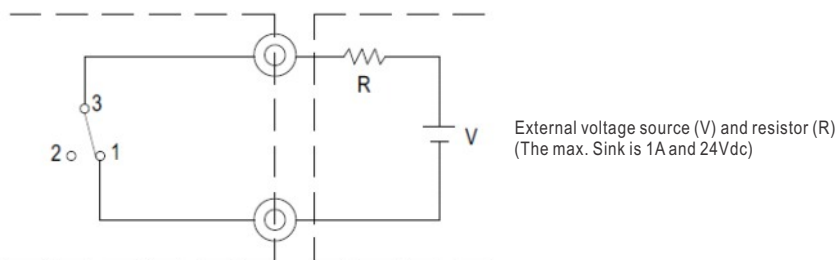 3
2
1
R
V
External voltage source (V) and resistor (R)
(The max. Sink is 1A and 24Vdc)